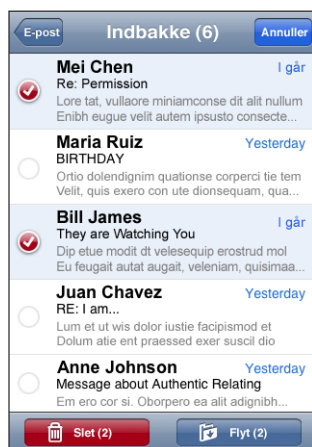 E-post Indbakke (6) Annuller
Mei Chen I går
Re: Permission
Lore tat, vullaore miniamconse dit alit nullum
Enibh eugue velit autem ipsusto consecte...
Maria Ruiz Yesterday
BIRTHDAY
Ortio dolendignim quationse corperci tie tem
Velit, quis exero con ute dionsequam, qua...
Bill James I går
They are Watching You
Dip etue modit dt velesequip erostrud mol
Eu feugait autat augait, veleniam, quisimaa...
Juan Chavez Yesterday
RE: I am...
Lum et ut wis dolor iustie facipismod et
Dolum atie ent praessed exer suscil dio
Anne Johnson Yesterday
Message about Authentic Relating
Em ero cor si. Oborpero ea alit adignibh...
Slet (2) Flyt (2)